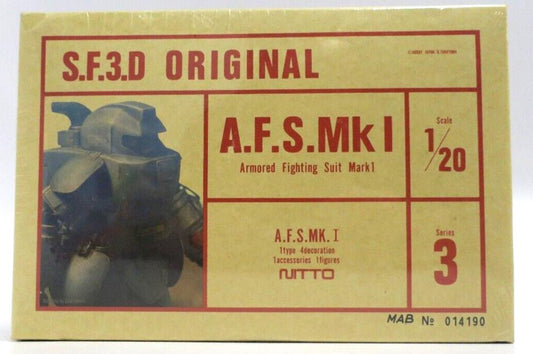 S.F.3.D ORIGINAL
A.F.S.Mk I
Armored Fighting Suit Mark1
Scale
1/20
A.F.S.MK. I
1type 4decoration
1accessories 1figures
NITTO
Series
3
MAB № 014190